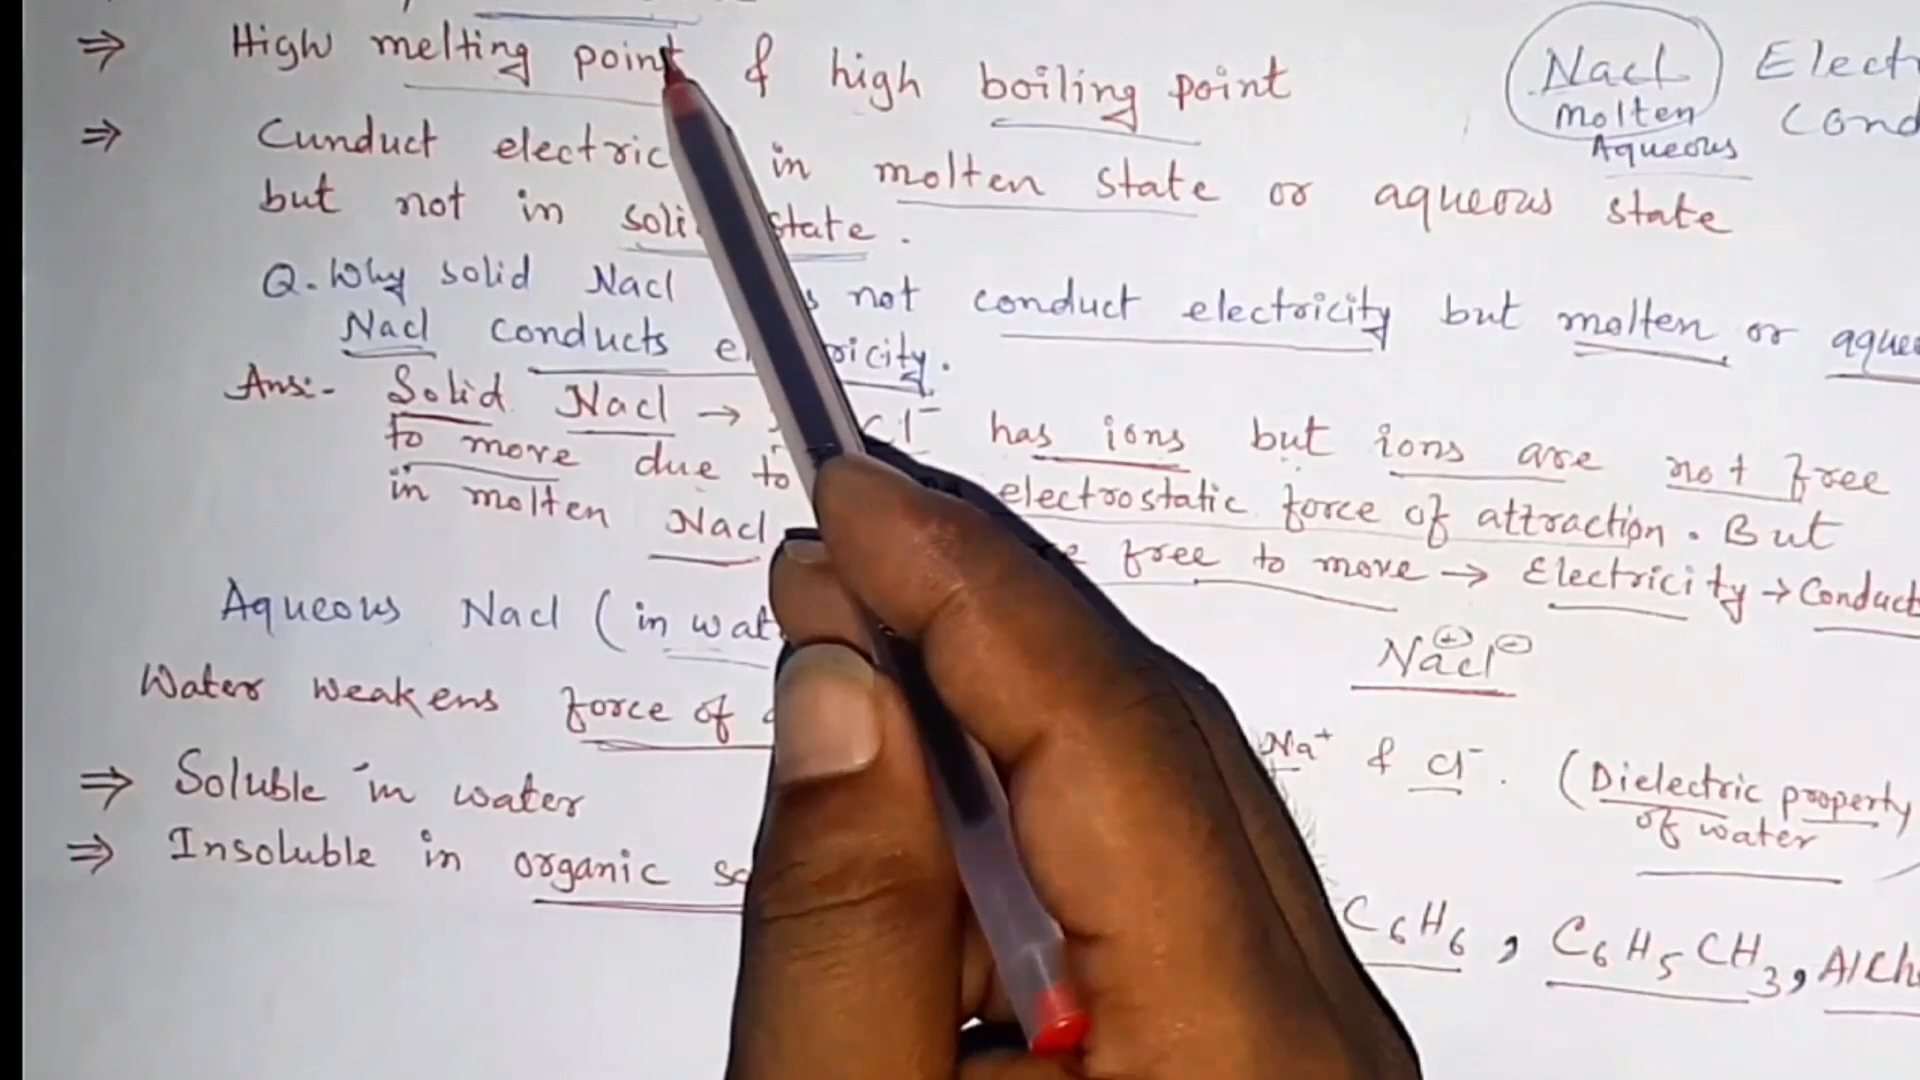 ⇒ High melting point & high boiling point
Nacl Elect
molten Cond
Aqueous
⇒ Cunduct electric in molten state or aqueous state
but not in soli state.
Q. Why solid Nacl not conduct electricity but molten or aque
Nacl conducts e ricity.
Ans:- Solid Nacl → Cl⁻ has ions but ions are not free
to move due to electrostatic force of attraction. But
in molten Nacl free to move → Electricity → Conduct
Aqueous Nacl (in wat
Na⊕cl⊖
Water weakens force of
Na⁺ & Cl⁻. (Dielectric property
of water
⇒ Soluble in water
⇒ Insoluble in organic so
C₆H₆, C₆H₅CH₃, Alch